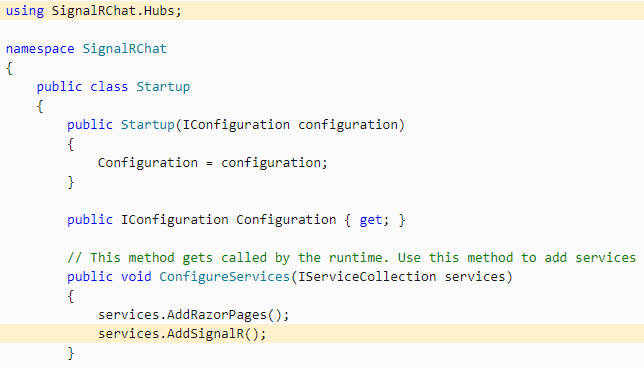 using SignalRChat.Hubs;
namespace SignalRChat
{
public class Startup
{
public Startup(IConfiguration configuration)
{
Configuration = configuration;
}
public IConfiguration Configuration { get; }
// This method gets called by the runtime. Use this method to add services
public void ConfigureServices(IServiceCollection services)
{
services.AddRazorPages();
services.AddSignalR();
}